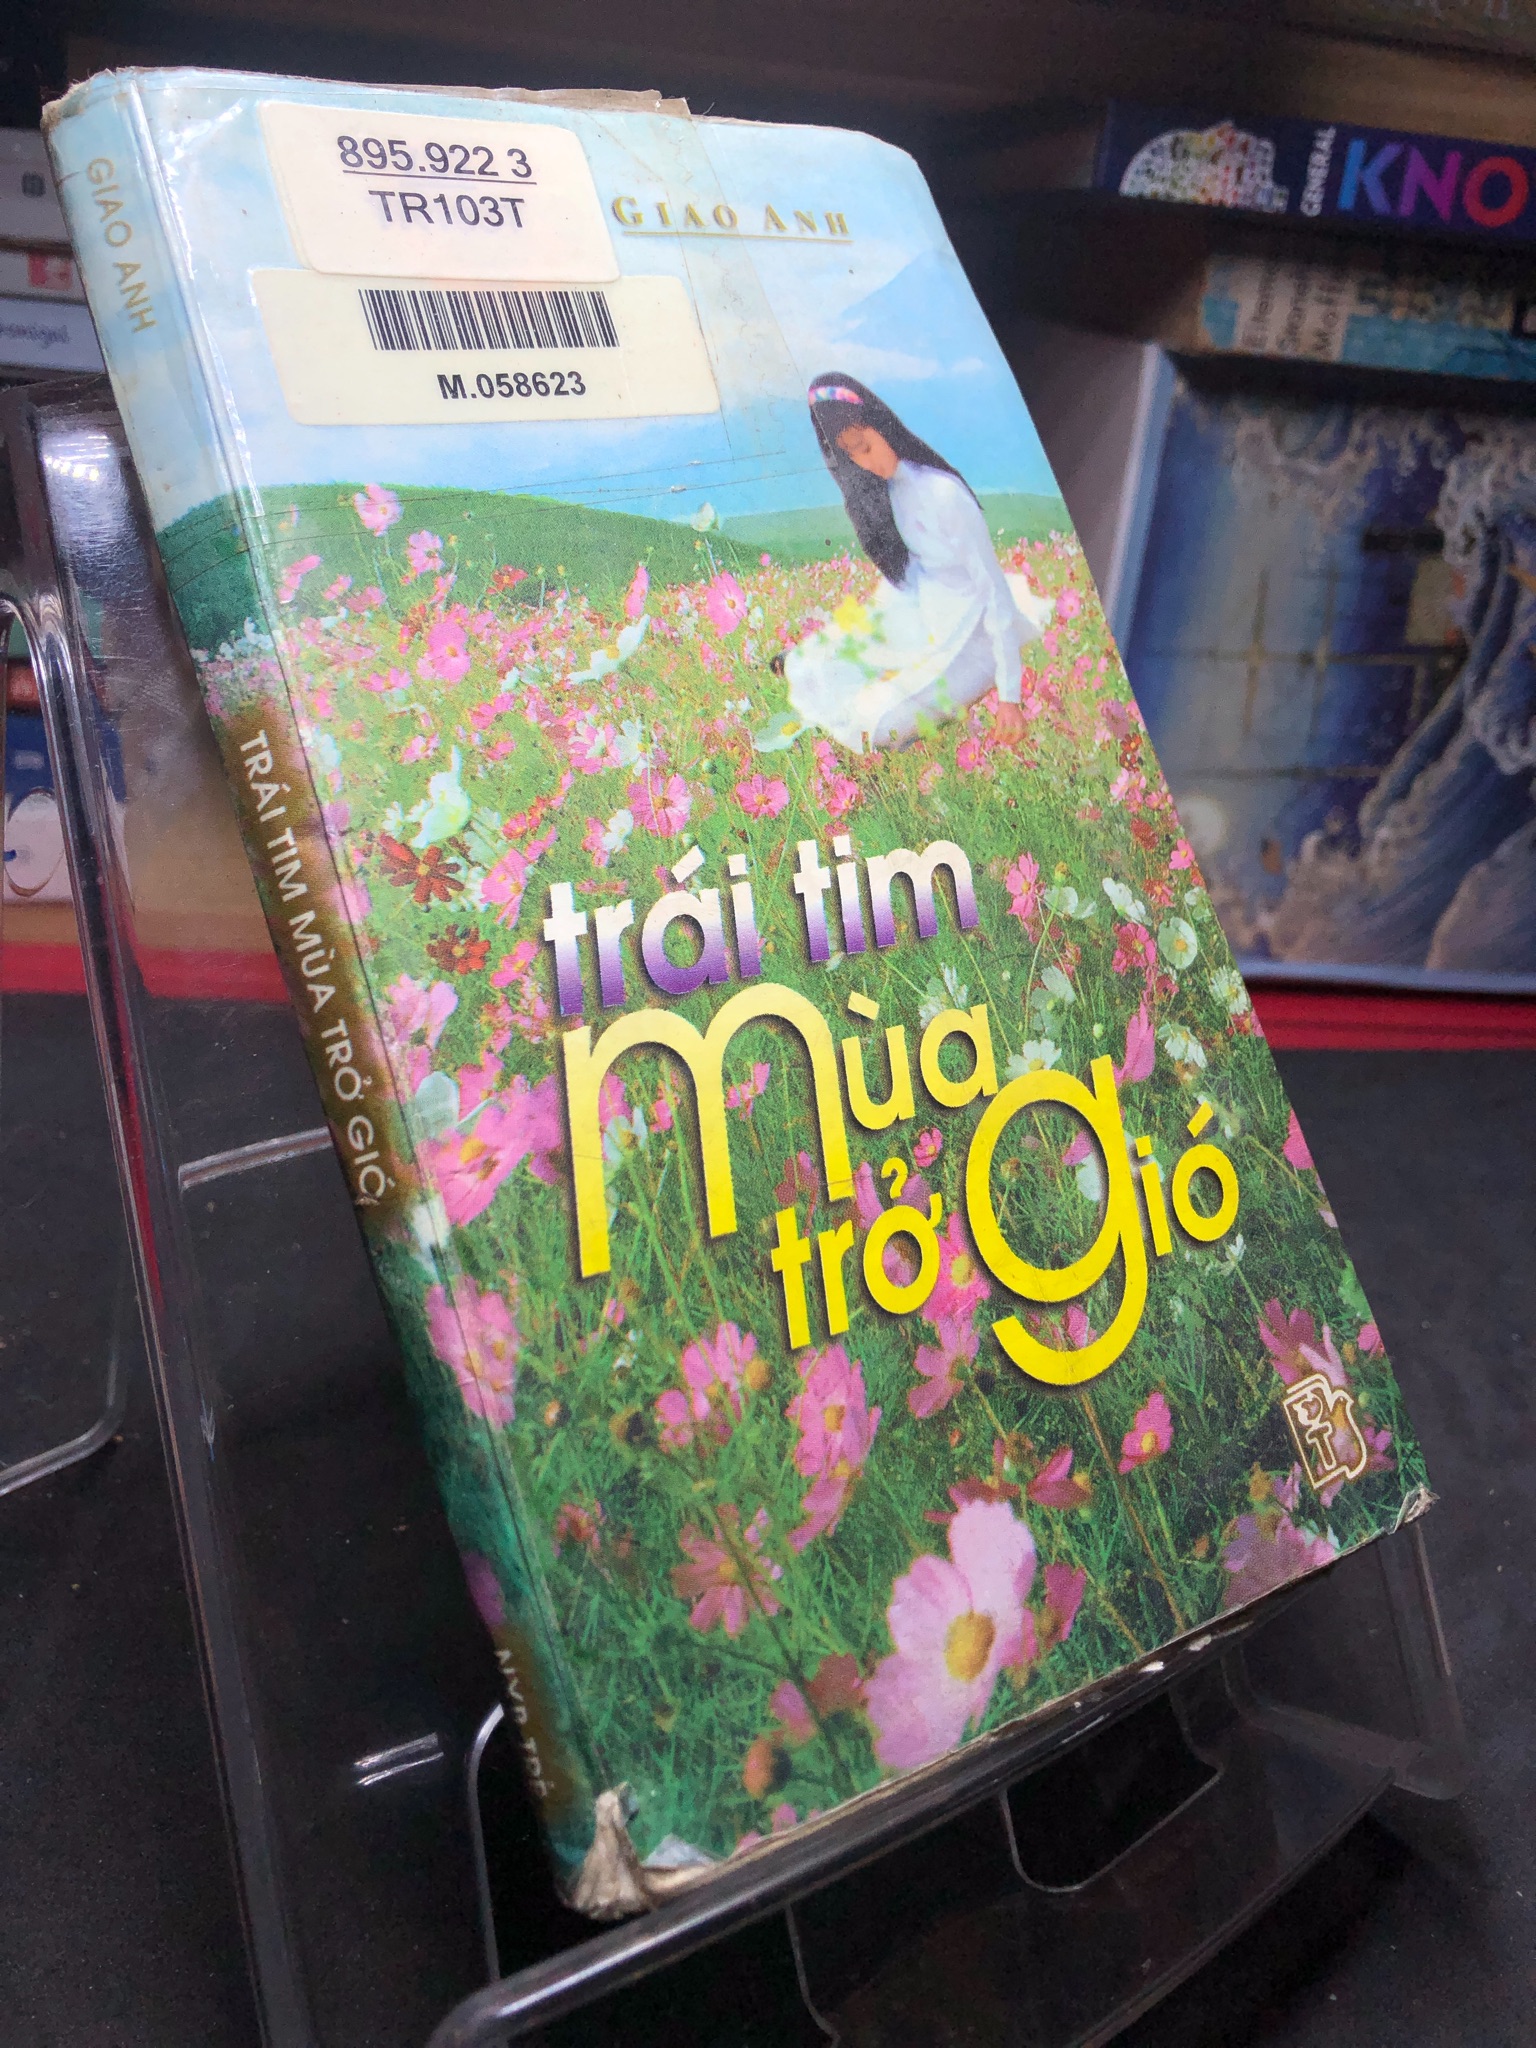 895.922 3
TR103T
GIAO ANH
M.058623
trái tim
mùa
trở gió
GIAO ANH
TRÁI TIM MÙA TRỞ GIÓ
NXB TRẺ
GENERAL
KNO